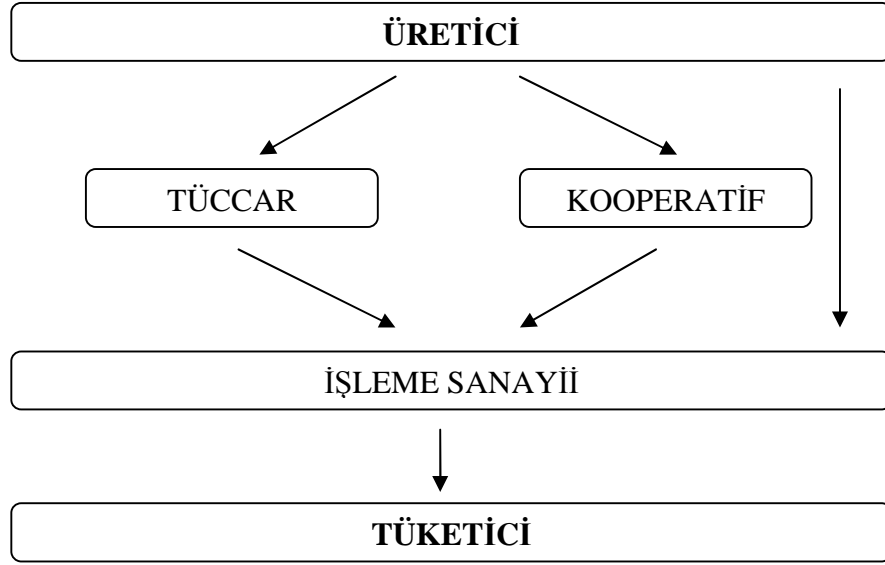 ÜRETİCİ
TÜCCAR
KOOPERATİF
İŞLEME SANAYİİ
TÜKETİCİ